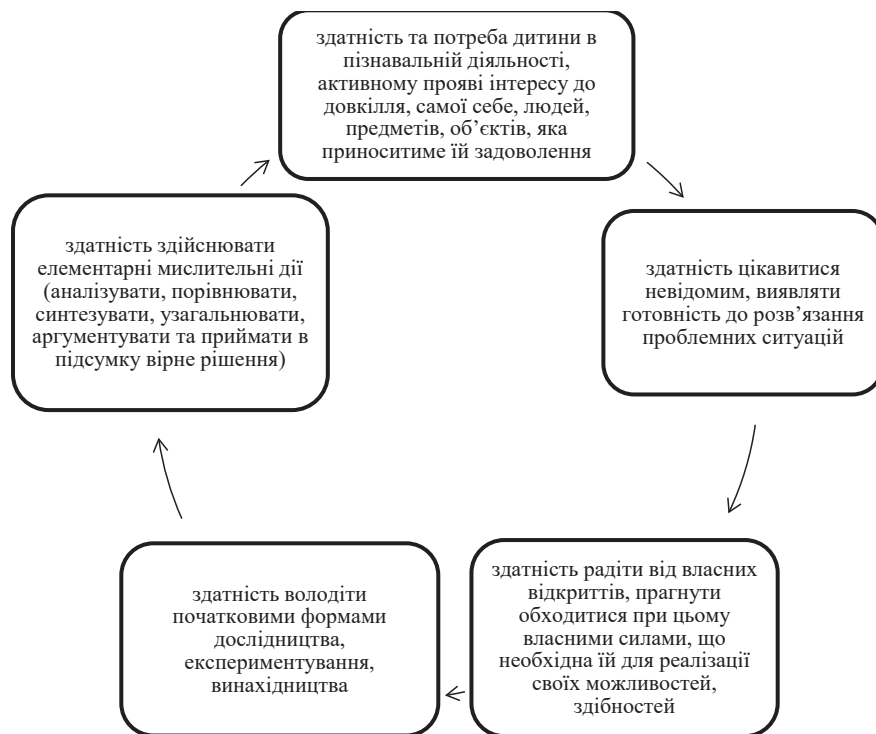 здатність та потреба дитини в
пізнавальній діяльності,
активному прояві інтересу до
довкілля, самої себе, людей,
предметів, об’єктів, яка
приноситиме їй задоволення
здатність цікавитися
невідомим, виявляти
готовність до розв’язання
проблемних ситуацій
здатність радіти від власних
відкриттів, прагнути
обходитися при цьому
власними силами, що
необхідна їй для реалізації
своїх можливостей,
здібностей
здатність володіти
початковими формами
дослідництва,
експериментування,
винахідництва
здатність здійснювати
елементарні мислительні дії
(аналізувати, порівнювати,
синтезувати, узагальнювати,
аргументувати та приймати в
підсумку вірне рішення)